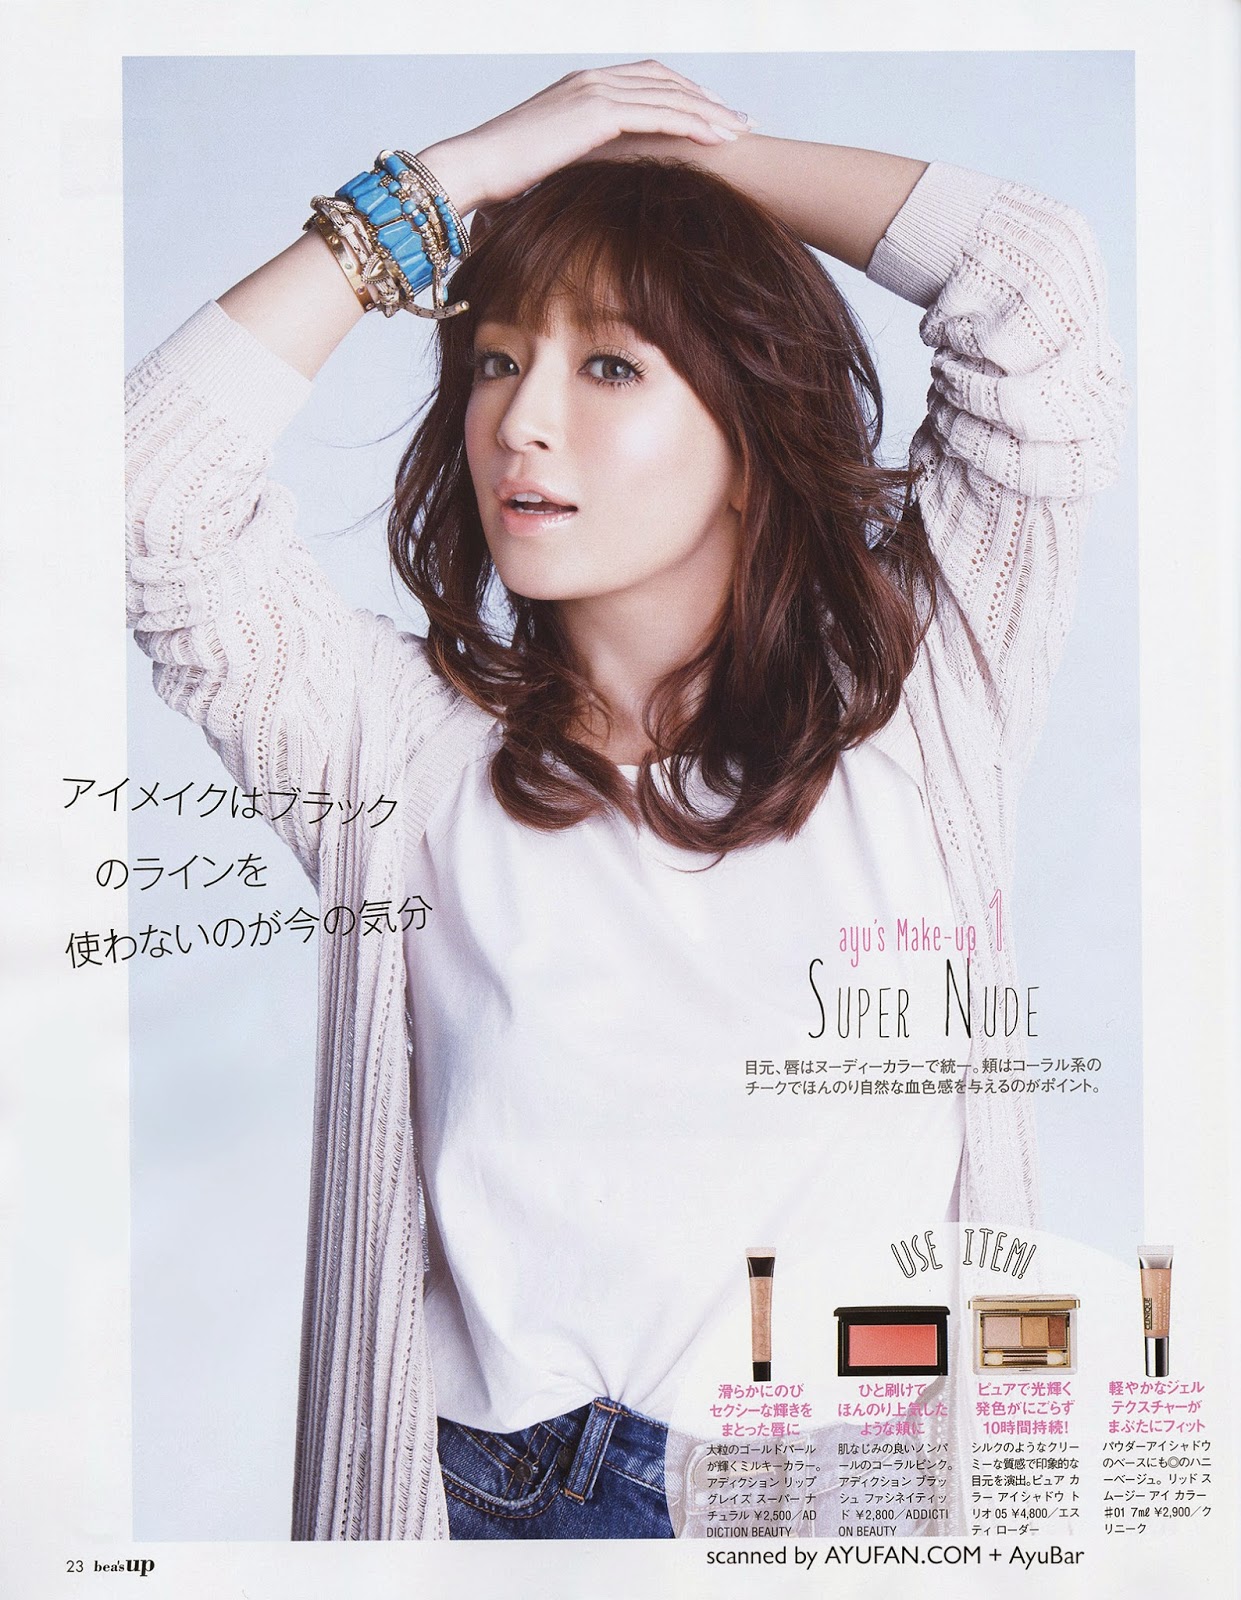 アイメイクはブラック
のラインを
使わないのが今の気分
ayu's Make-up 1
SUPER NUDE
目元、唇はヌーディーカラーで統一。頬はコーラル系の
チークでほんのり自然な血色感を与えるのがポイント。
USE ITEM!
滑らかにのび
セクシーな輝きを
まとった唇に
大粒のゴールドパール
が輝くミルキーカラー。
アディクション リップ
グレイズ スーパー ナ
チュラル ¥2,500/AD
DICTION BEAUTY
ひと刷けで
ほんのり上気した
ような頬に
肌なじみの良いノンパ
ールのコーラルピンク。
アディクション ブラッ
シュ ファシネイティッ
ド ¥2,800/ADDICTI
ON BEAUTY
ピュアで光輝く
発色がにごらず
10時間持続!
シルクのようなクリー
ミーな質感で印象的な
目元を演出。ピュア カ
ラー アイシャドウ ト
リオ 05 ¥4,800/エス
ティ ローダー
CLINIQUE
軽やかなジェル
テクスチャーが
まぶたにフィット
パウダーアイシャドウ
のベースにも◎のハニ
ーベージュ。リッド ス
ムージー アイ カラー
#01 7㎖ ¥2,900/ク
リニーク
23 bea's up
scanned by AYUFAN.COM + AyuBar